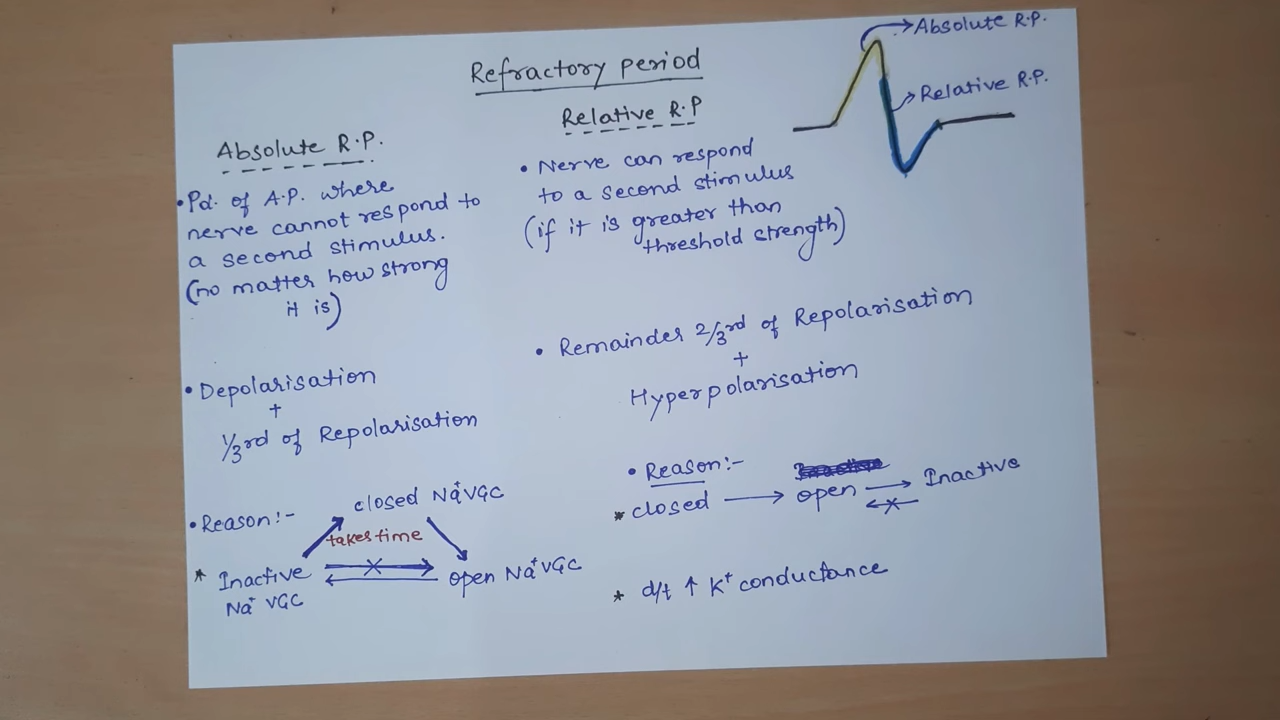 Refractory period
Absolute R.P.
• Pd. of A.P. where
nerve cannot respond to
a second stimulus.
(no matter how strong
it is)
• Depolarisation
+
1/3rd of Repolarisation
• Reason:-
closed Na⁺VGC
takes time
* Inactive
Na⁺ VGC
open Na⁺VGC
Relative R.P
• Nerve can respond
to a second stimulus
(if it is greater than
threshold strength)
• Remainder 2/3rd of Repolarisation
+
Hyperpolarisation
• Reason:-
* closed → open → Inactive
* d/t ↑ K⁺ conductance
Absolute R.P.
Relative R.P.